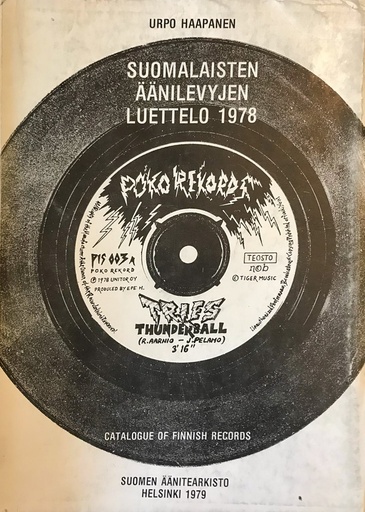 URPO HAAPANEN
SUOMALAISTEN
ÄÄNILEVYJEN
LUETTELO 1978
POKO REKORDS
PIS 003 A
POKO REKORD
Ⓟ 1978 UNITOR OY
PRODUCED BY EPE H.
TEOSTO
nob
© TIGER MUSIC
TRIES
THUNDERBALL
(R. AARNIO - J. PELAMO)
3'16"
CATALOGUE OF FINNISH RECORDS
SUOMEN ÄÄNITEARKISTO
HELSINKI 1979